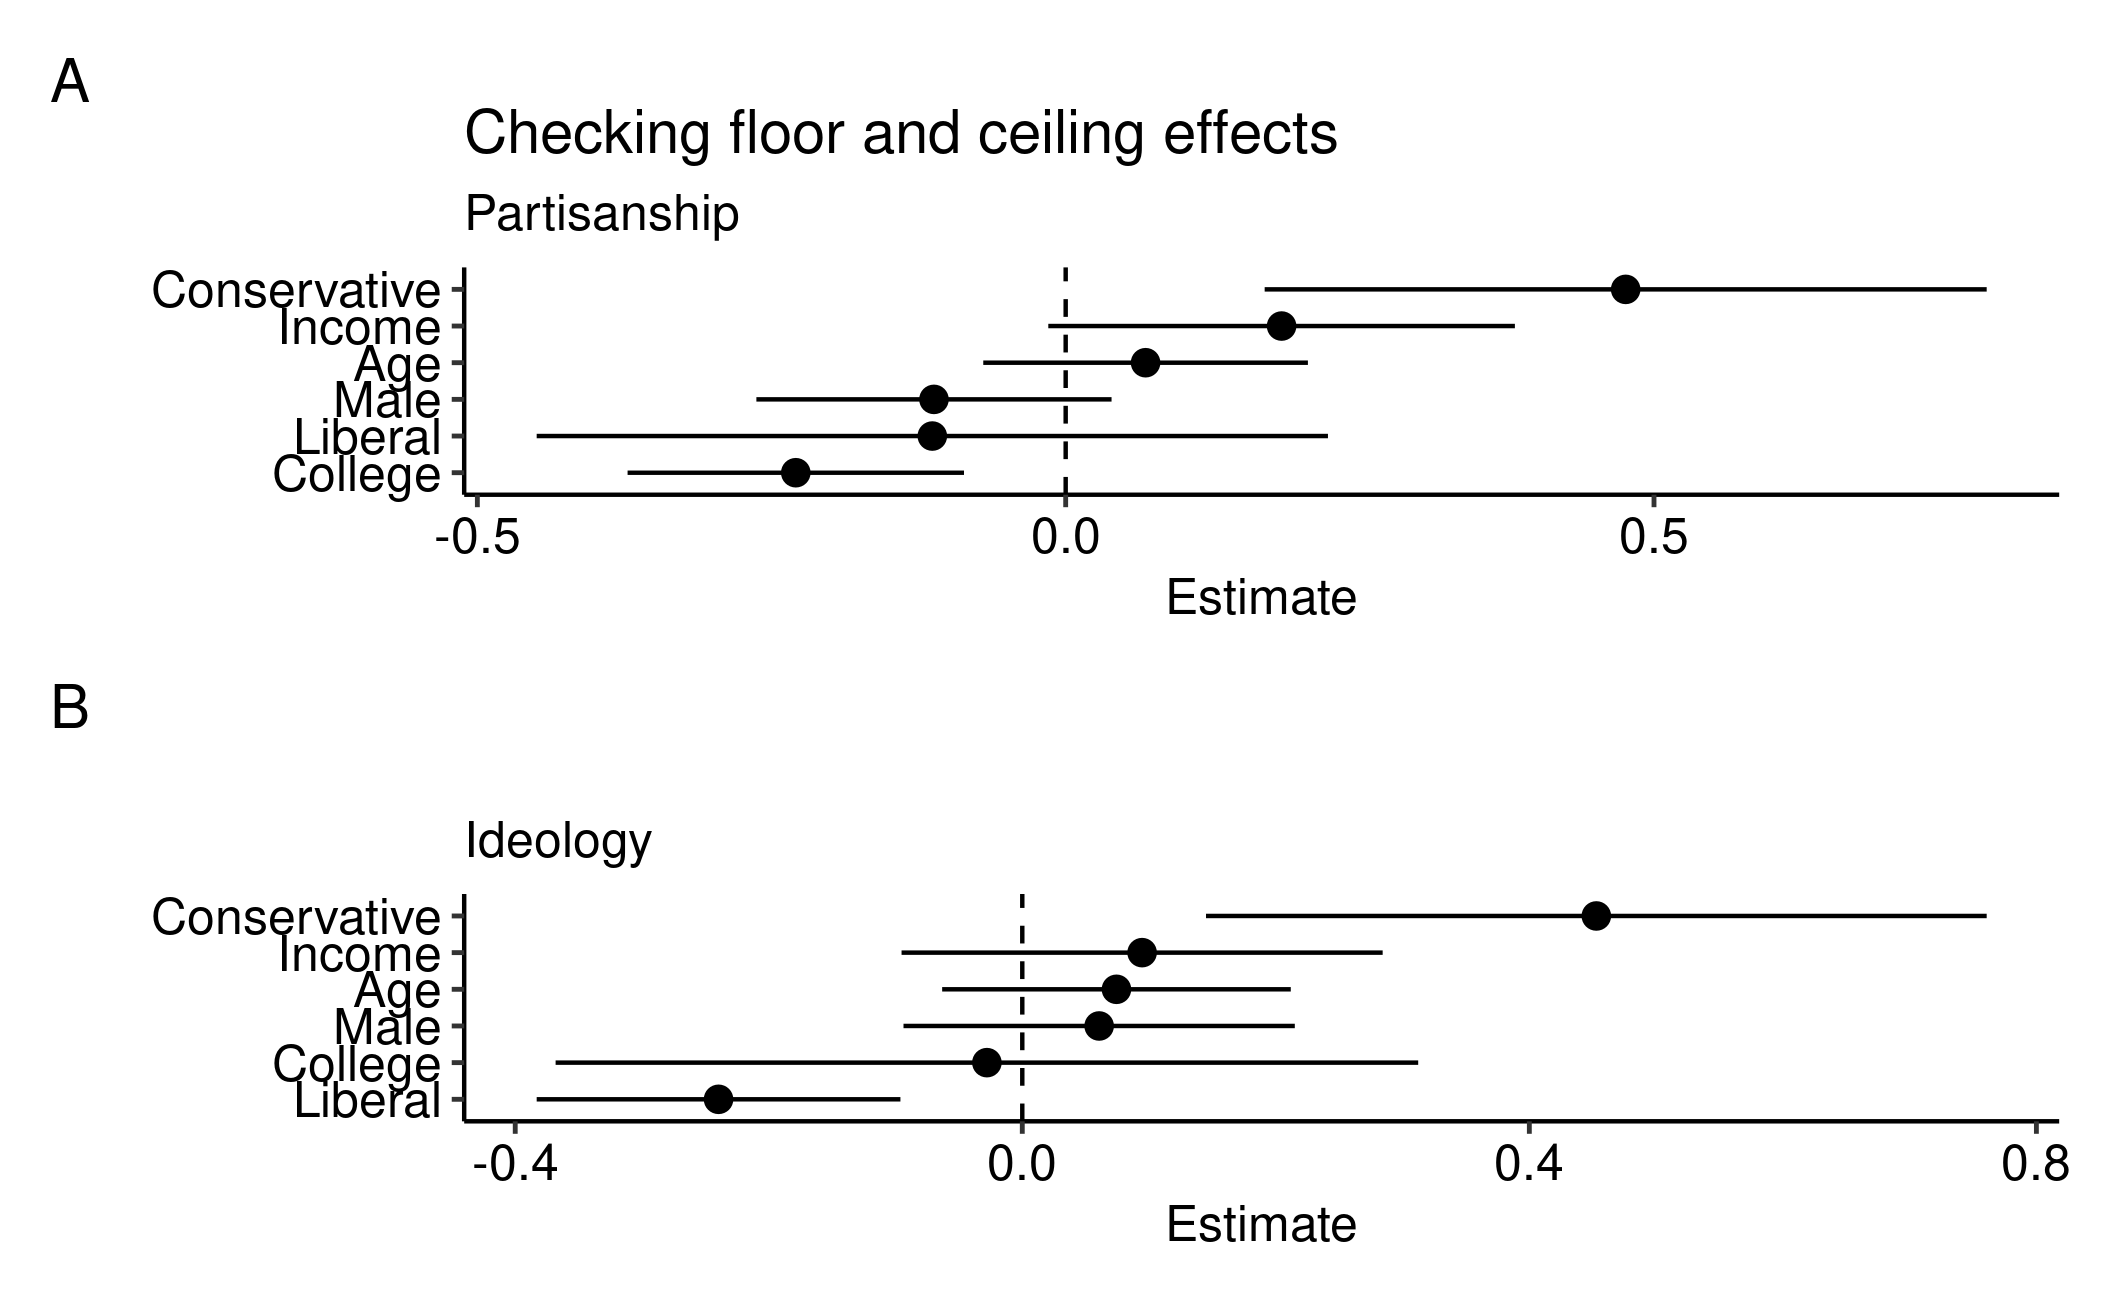 A
Checking floor and ceiling effects
Partisanship
Conservative
Income
Age
Male
Liberal
College
-0.5 0.0 0.5
Estimate
B
Ideology
Conservative
Income
Age
Male
College
Liberal
-0.4 0.0 0.4 0.8
Estimate